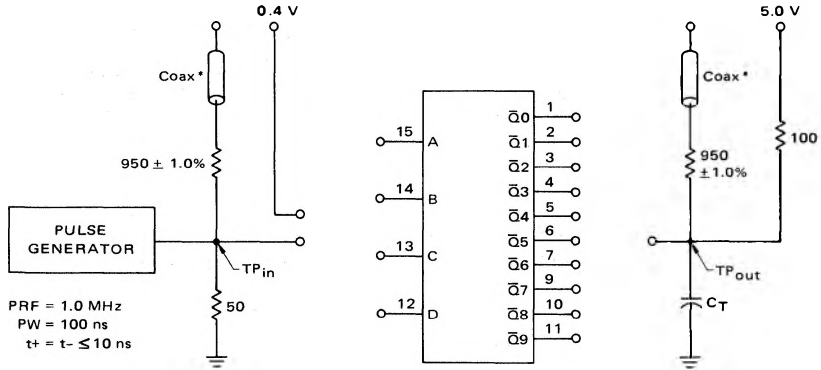 0.4 V
5.0 V
Coax*
Coax*
950 ± 1.0%
950
± 1.0%
100
PULSE
GENERATOR
TPin
50
PRF = 1.0 MHz
PW = 100 ns
t+ = t– ≤ 10 ns
15 A
14 B
13 C
12 D
Q̅0 1
Q̅1 2
Q̅2 3
Q̅3 4
Q̅4 5
Q̅5 6
Q̅6 7
Q̅7 9
Q̅8 10
Q̅9 11
TPout
CT